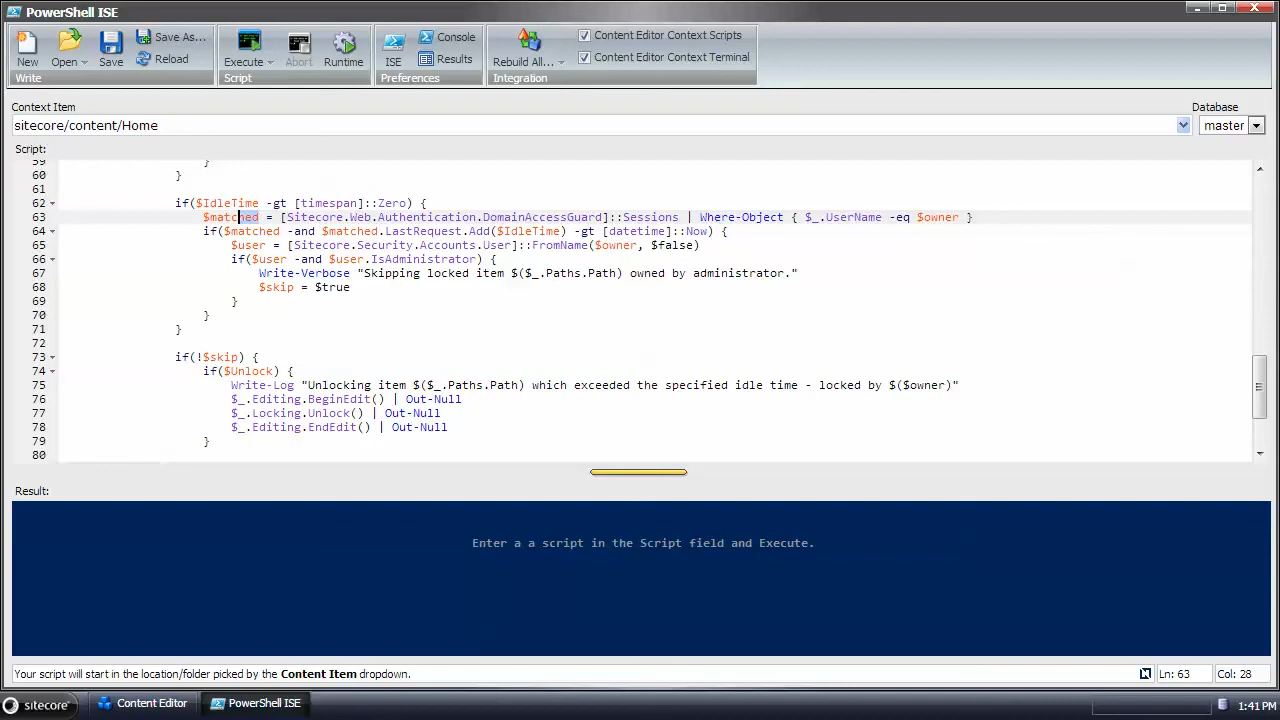 PowerShell ISE
New
Open
Save
Save As...
Reload
Write
Execute
Abort
Runtime
Script
ISE
Console
Results
Preferences
Rebuild All...
Content Editor Context Scripts
Content Editor Context Terminal
Integration
Context Item
Database
sitecore/content/Home
master
Script:
59 }
60 }
61
62 if($IdleTime -gt [timespan]::Zero) {
63 $matched = [Sitecore.Web.Authentication.DomainAccessGuard]::Sessions | Where-Object { $_.UserName -eq $owner }
64 if($matched -and $matched.LastRequest.Add($IdleTime) -gt [datetime]::Now) {
65 $user = [Sitecore.Security.Accounts.User]::FromName($owner, $false)
66 if($user -and $user.IsAdministrator) {
67 Write-Verbose "Skipping locked item $($_.Paths.Path) owned by administrator."
68 $skip = $true
69 }
70 }
71 }
72
73 if(!$skip) {
74 if($Unlock) {
75 Write-Log "Unlocking item $($_.Paths.Path) which exceeded the specified idle time - locked by $($owner)"
76 $_.Editing.BeginEdit() | Out-Null
77 $_.Locking.Unlock() | Out-Null
78 $_.Editing.EndEdit() | Out-Null
79 }
80
Result:
Enter a a script in the Script field and Execute.
Your script will start in the location/folder picked by the Content Item dropdown.
Ln: 63
Col: 28
sitecore
Content Editor
PowerShell ISE
1:41 PM